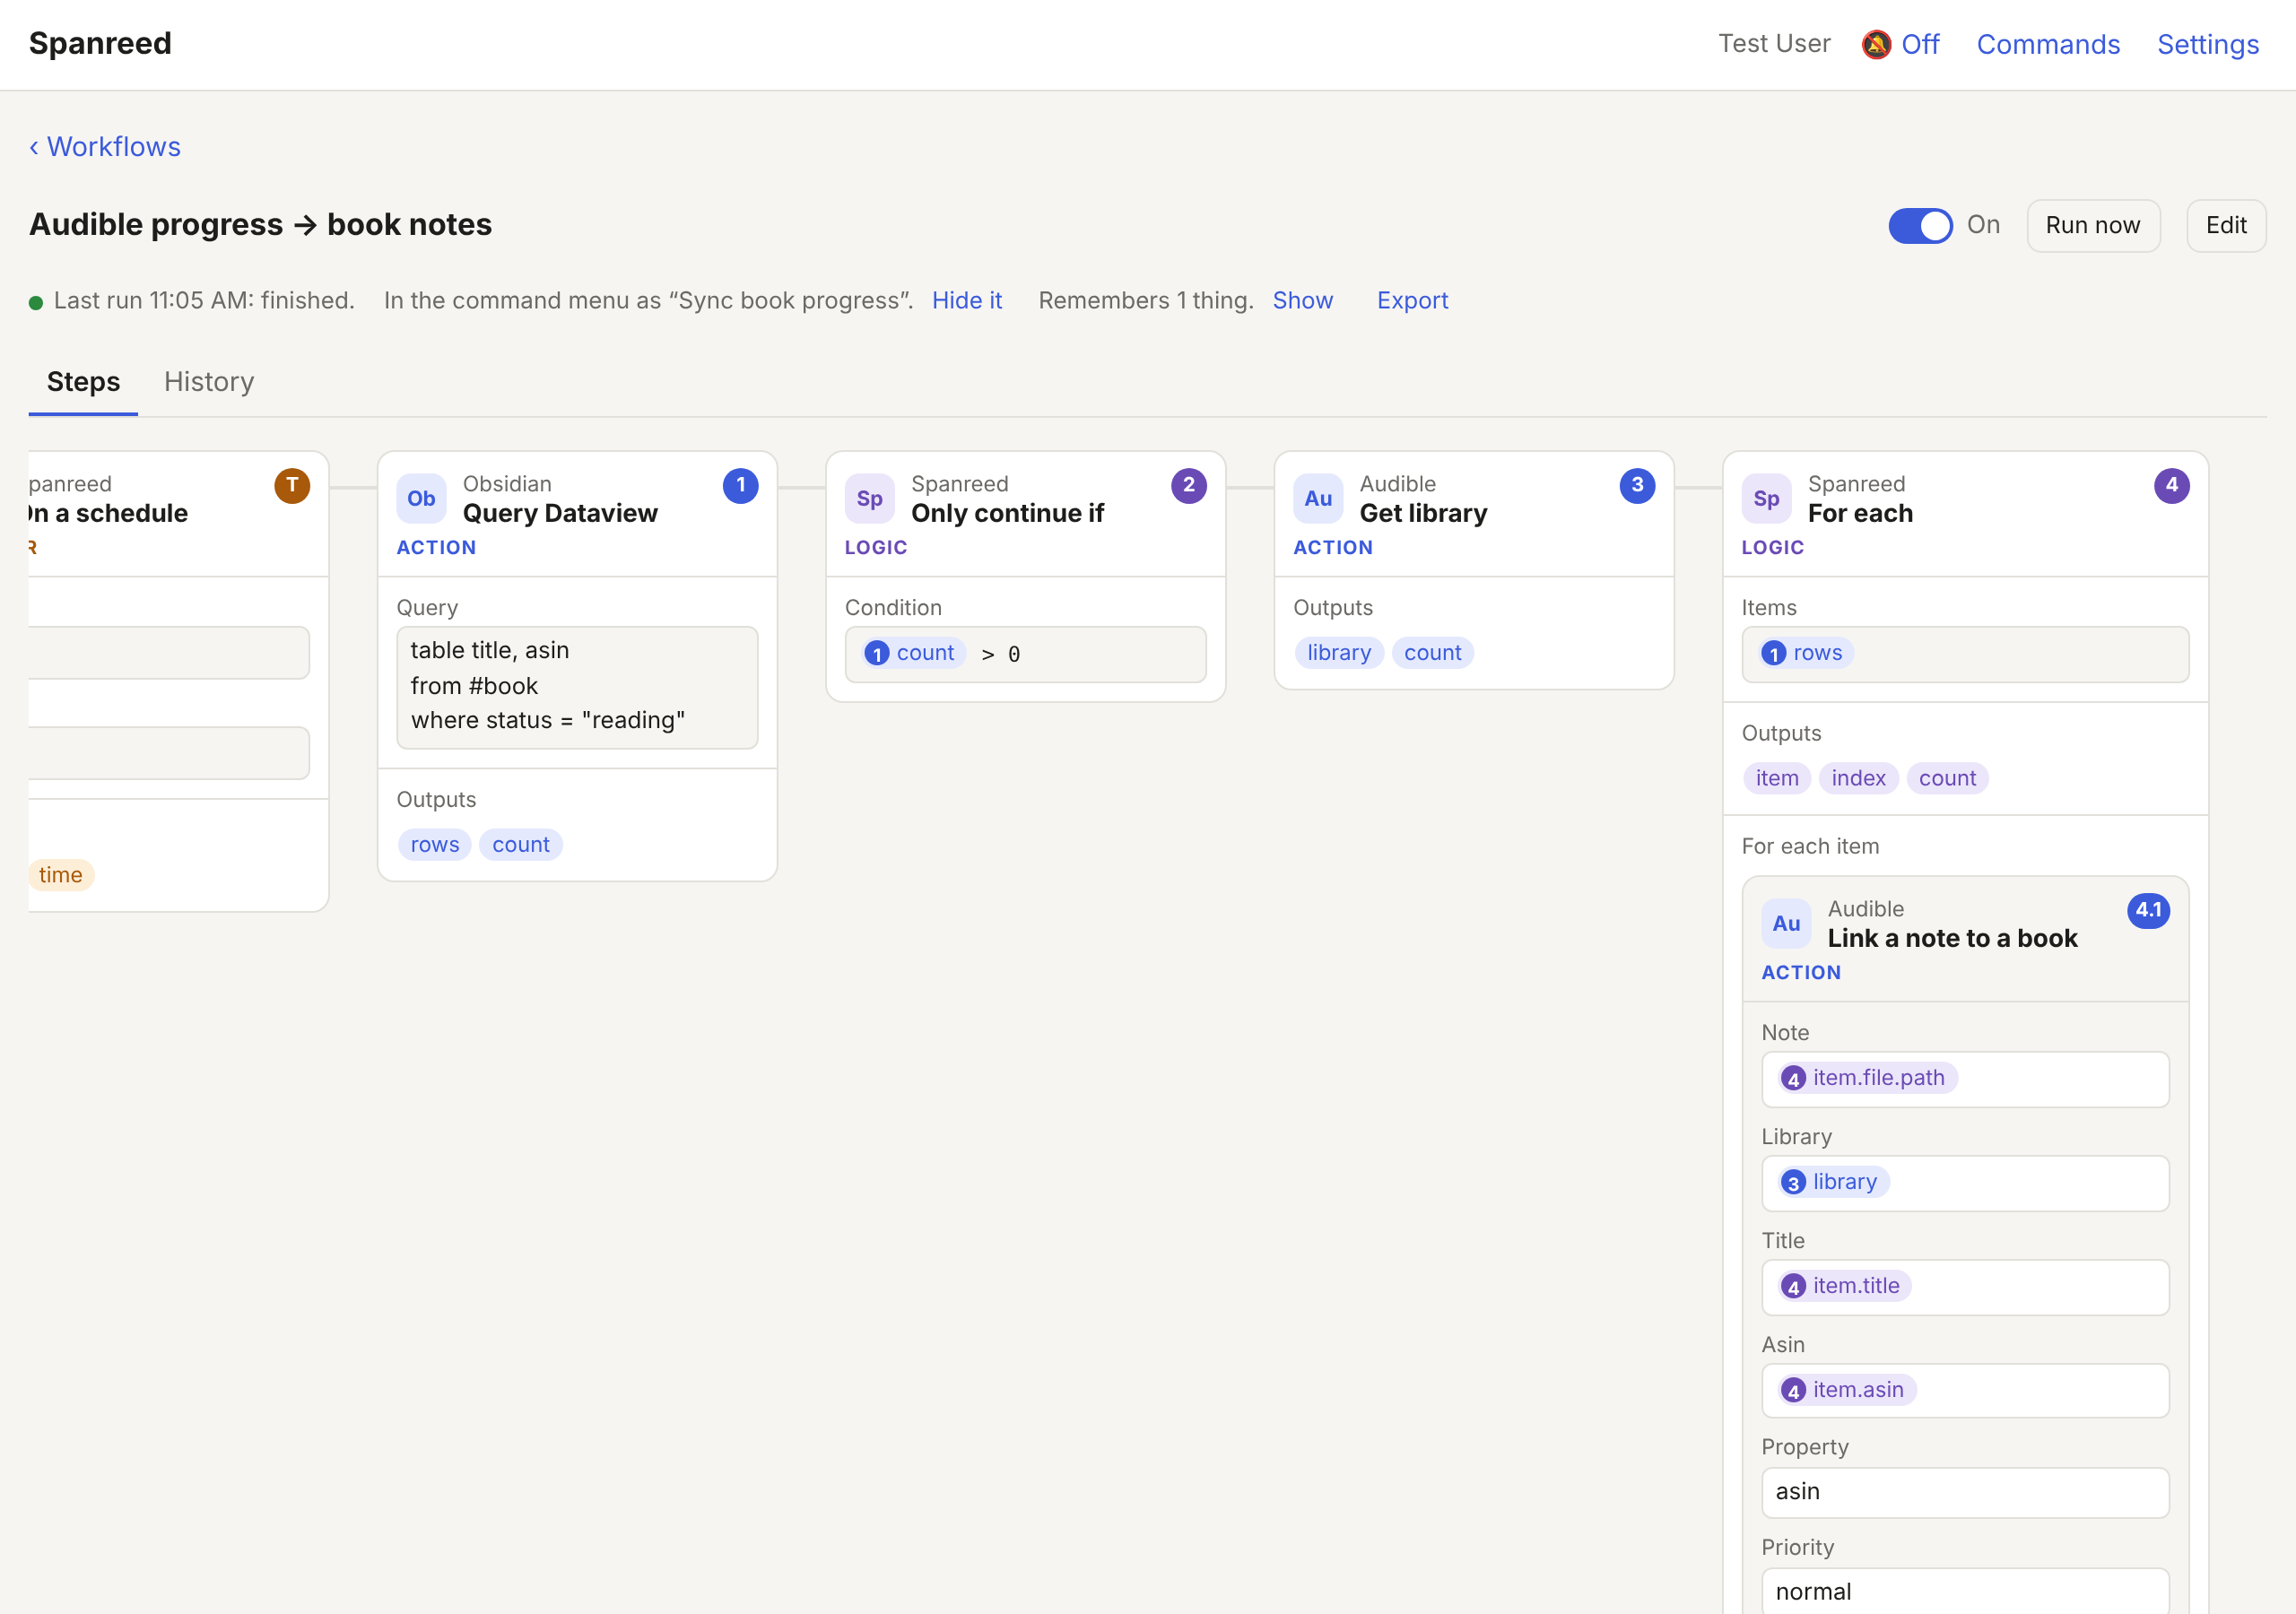 Spanreed
Test User
Off
Commands
Settings
‹ Workflows
Audible progress → book notes
On
Run now
Edit
Last run 11:05 AM: finished.
In the command menu as “Sync book progress”.
Hide it
Remembers 1 thing.
Show
Export
Steps
History
panreed
On a schedule
T
R
time
Ob
Obsidian
Query Dataview
1
ACTION
Query
table title, asin
from #book
where status = "reading"
Outputs
rows
count
Sp
Spanreed
Only continue if
2
LOGIC
Condition
1 count > 0
Au
Audible
Get library
3
ACTION
Outputs
library
count
Sp
Spanreed
For each
4
LOGIC
Items
1 rows
Outputs
item
index
count
For each item
Au
Audible
Link a note to a book
4.1
ACTION
Note
4 item.file.path
Library
3 library
Title
4 item.title
Asin
4 item.asin
Property
asin
Priority
normal